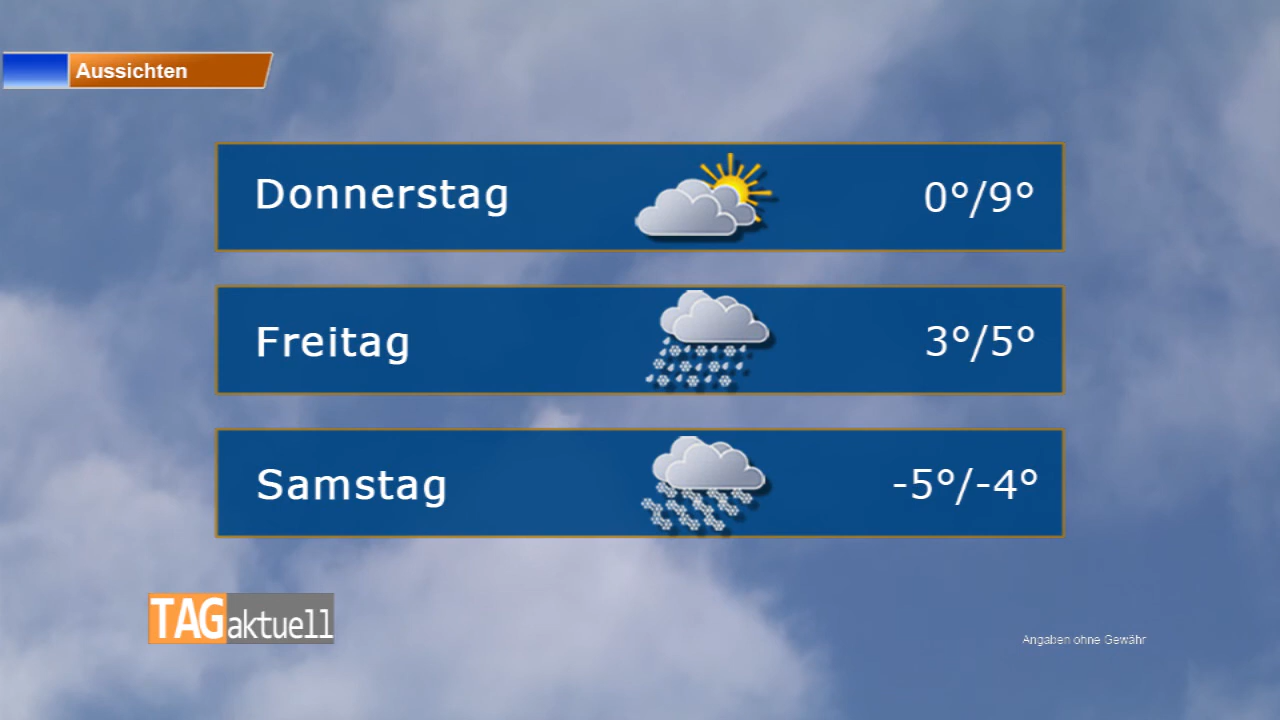 Aussichten
Donnerstag 0°/9°
Freitag 3°/5°
Samstag -5°/-4°
TAGaktuell
Angaben ohne Gewähr